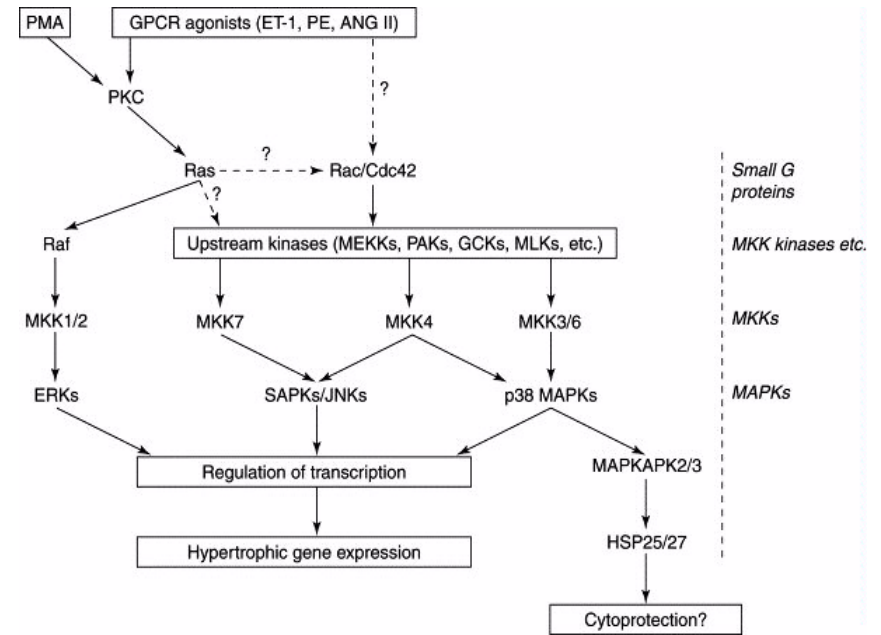 PMA
GPCR agonists (ET-1, PE, ANG II)
?
PKC
?
Ras
Rac/Cdc42
Small G
proteins
?
Raf
Upstream kinases (MEKKs, PAKs, GCKs, MLKs, etc.)
MKK kinases etc.
MKK1/2
MKK7
MKK4
MKK3/6
MKKs
ERKs
SAPKs/JNKs
p38 MAPKs
MAPKs
Regulation of transcription
MAPKAPK2/3
Hypertrophic gene expression
HSP25/27
Cytoprotection?